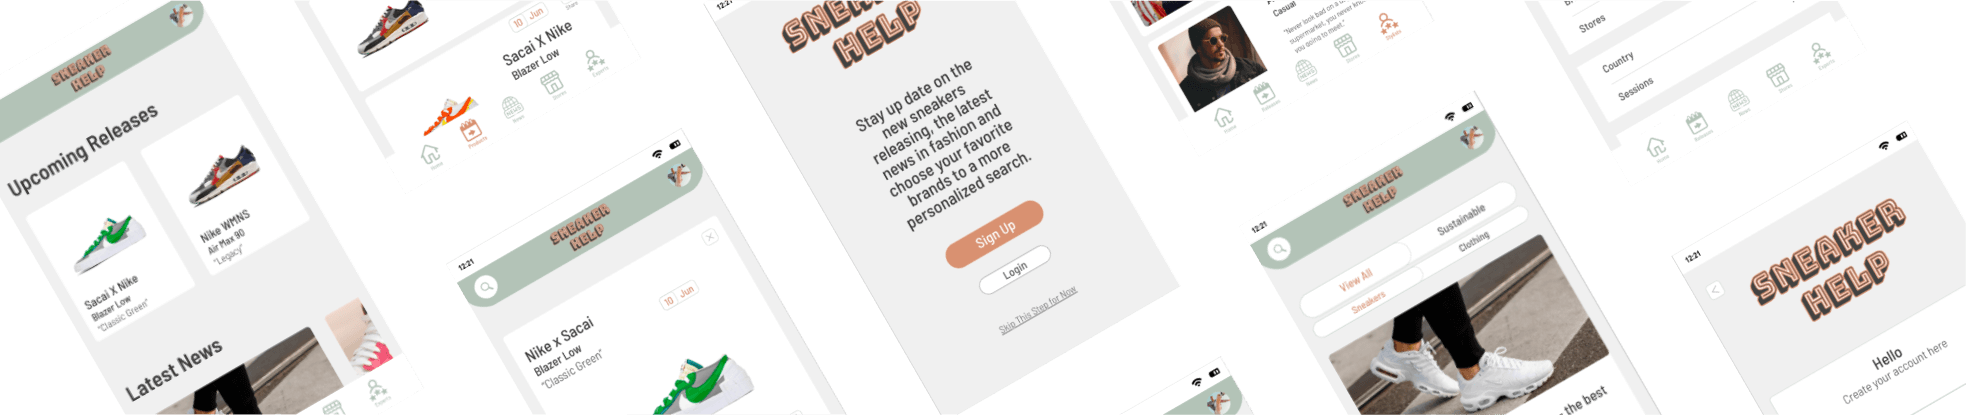 SNEAKER
HELP
Upcoming Releases
Sacai X Nike
Blazer Low
"Classic Green"
Nike WMNS
Air Max 90
"Legacy"
Latest News
Experts
10 Jun
Share
Sacai X Nike
Blazer Low
Home
Products
News
Stores
Experts
12:21
SNEAKER
HELP
10 Jun
Nike x Sacai
Blazer Low
"Classic Green"
12:21
SNEAKER
HELP
Stay up date on the
new sneakers
releasing, the latest
news in fashion and
choose your favorite
brands to a more
personalized search.
Sign Up
Login
Skip This Step for Now
Casual
"Never look bad on a
supermarket, you never know
you going to meet."
Home
News
Stores
12:21
SNEAKER
HELP
View All
Sustainable
Sneakers
Clothing
the best
Stores
Country
Sessions
Home
News
Stores
Experts
12:21
SNEAKER
HELP
Hello
Create your account here